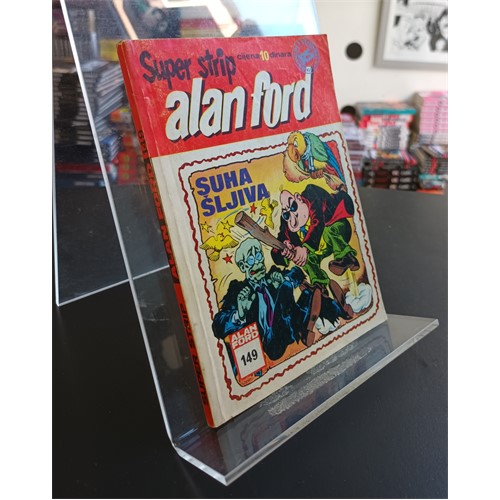 Super strip
cijena 10 dinara
alan ford
SUHA
ŠLJIVA
ALAN
FORD
149